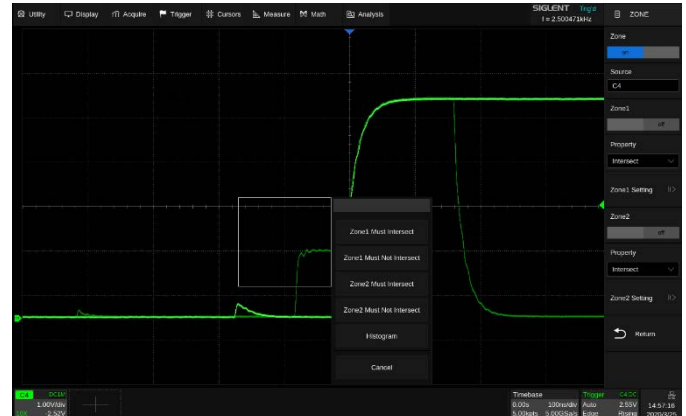 Utility Display Acquire Trigger Cursors Measure Math Analysis
SIGLENT Trig'd
f = 2.500471kHz
ZONE
Zone
on
Source
C4
Zone1
off
Property
Intersect
Zone1 Setting
Zone2
off
Property
Intersect
Zone2 Setting
Return
Zone1 Must Intersect
Zone1 Must Not Intersect
Zone2 Must Intersect
Zone2 Must Not Intersect
Histogram
Cancel
C4 DC1M
1.00V/div
10X -2.52V
Timebase
0.00s 100ns/div
5.00kpts 5.00GSa/s
Trigger C4 DC
Auto 2.55V
Edge Rising
14:57:16
2020/3/25